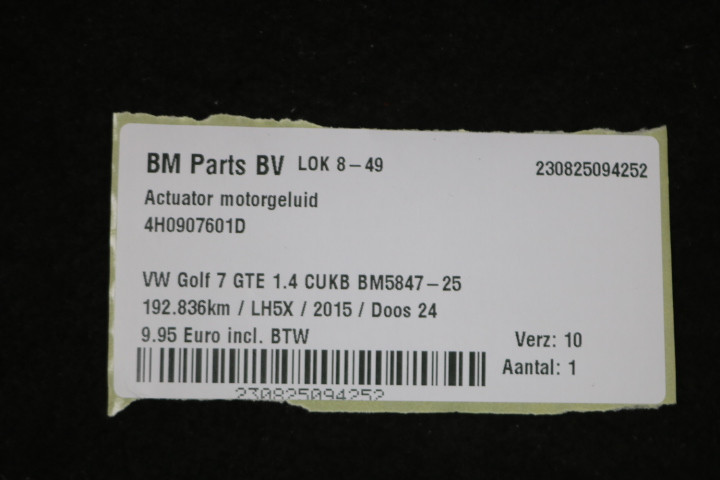 BM Parts BV LOK 8-49 230825094252
Actuator motorgeluid
4H0907601D
VW Golf 7 GTE 1.4 CUKB BM5847-25
192.836km / LH5X / 2015 / Doos 24
9.95 Euro incl. BTW
Verz: 10
Aantal: 1
230825094252